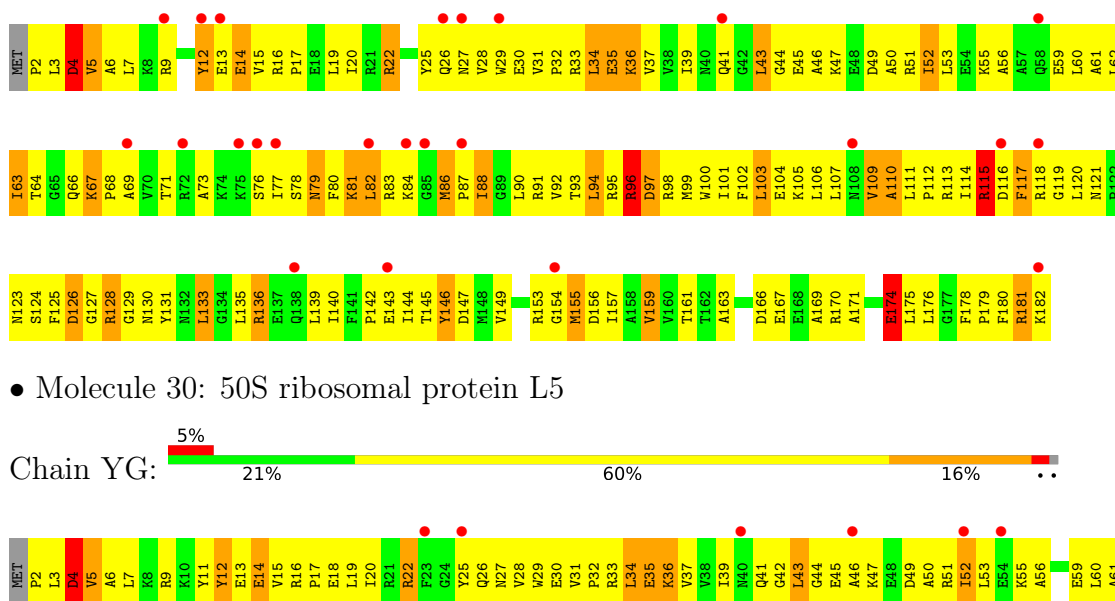 MET P2 L3 D4 V5 A6 L7 K8 R9 Y12 E13 E14 V15 R16 P17 E18 L19 I20 R21 R22 Y25 Q26 N27 V28 W29 E30 V31 P32 R33 L34 E35 K36 V37 V38 I39 N40 Q41 G42 L43 G44 E45 A46 K47 E48 D49 A50 R51 I52 L53 E54 K55 A56 A57 Q58 E59 L60 A61 L62
I63 T64 G65 Q66 K67 P68 A69 V70 T71 R72 A73 K74 K75 S76 I77 S78 N79 F80 K81 L82 R83 K84 G85 M86 P87 I88 G89 L90 R91 V92 T93 L94 R95 R96 D97 R98 M99 W100 I101 F102 L103 E104 K105 L106 L107 N108 V109 A110 L111 P112 R113 I114 R115 D116 F117 R118 G119 L120 N121 P122
N123 S124 F125 D126 G127 R128 G129 N130 Y131 N132 L133 G134 L135 R136 E137 Q138 L139 I140 F141 P142 E143 I144 T145 Y146 D147 M148 V149 R153 G154 M155 D156 I157 A158 V159 V160 T161 T162 A163 D166 E167 E168 A169 R170 A171 E174 L175 L176 G177 F178 P179 F180 R181 K182
• Molecule 30: 50S ribosomal protein L5
5%
Chain YG:
21% 60% 16% ••
MET P2 L3 D4 V5 A6 L7 K8 R9 K10 Y11 Y12 E13 E14 V15 R16 P17 E18 L19 I20 R21 R22 F23 G24 Y25 Q26 N27 V28 W29 E30 V31 P32 R33 L34 E35 K36 V37 V38 I39 N40 Q41 G42 L43 G44 E45 A46 K47 E48 D49 A50 R51 I52 L53 E54 K55 A56 E59 L60 A61